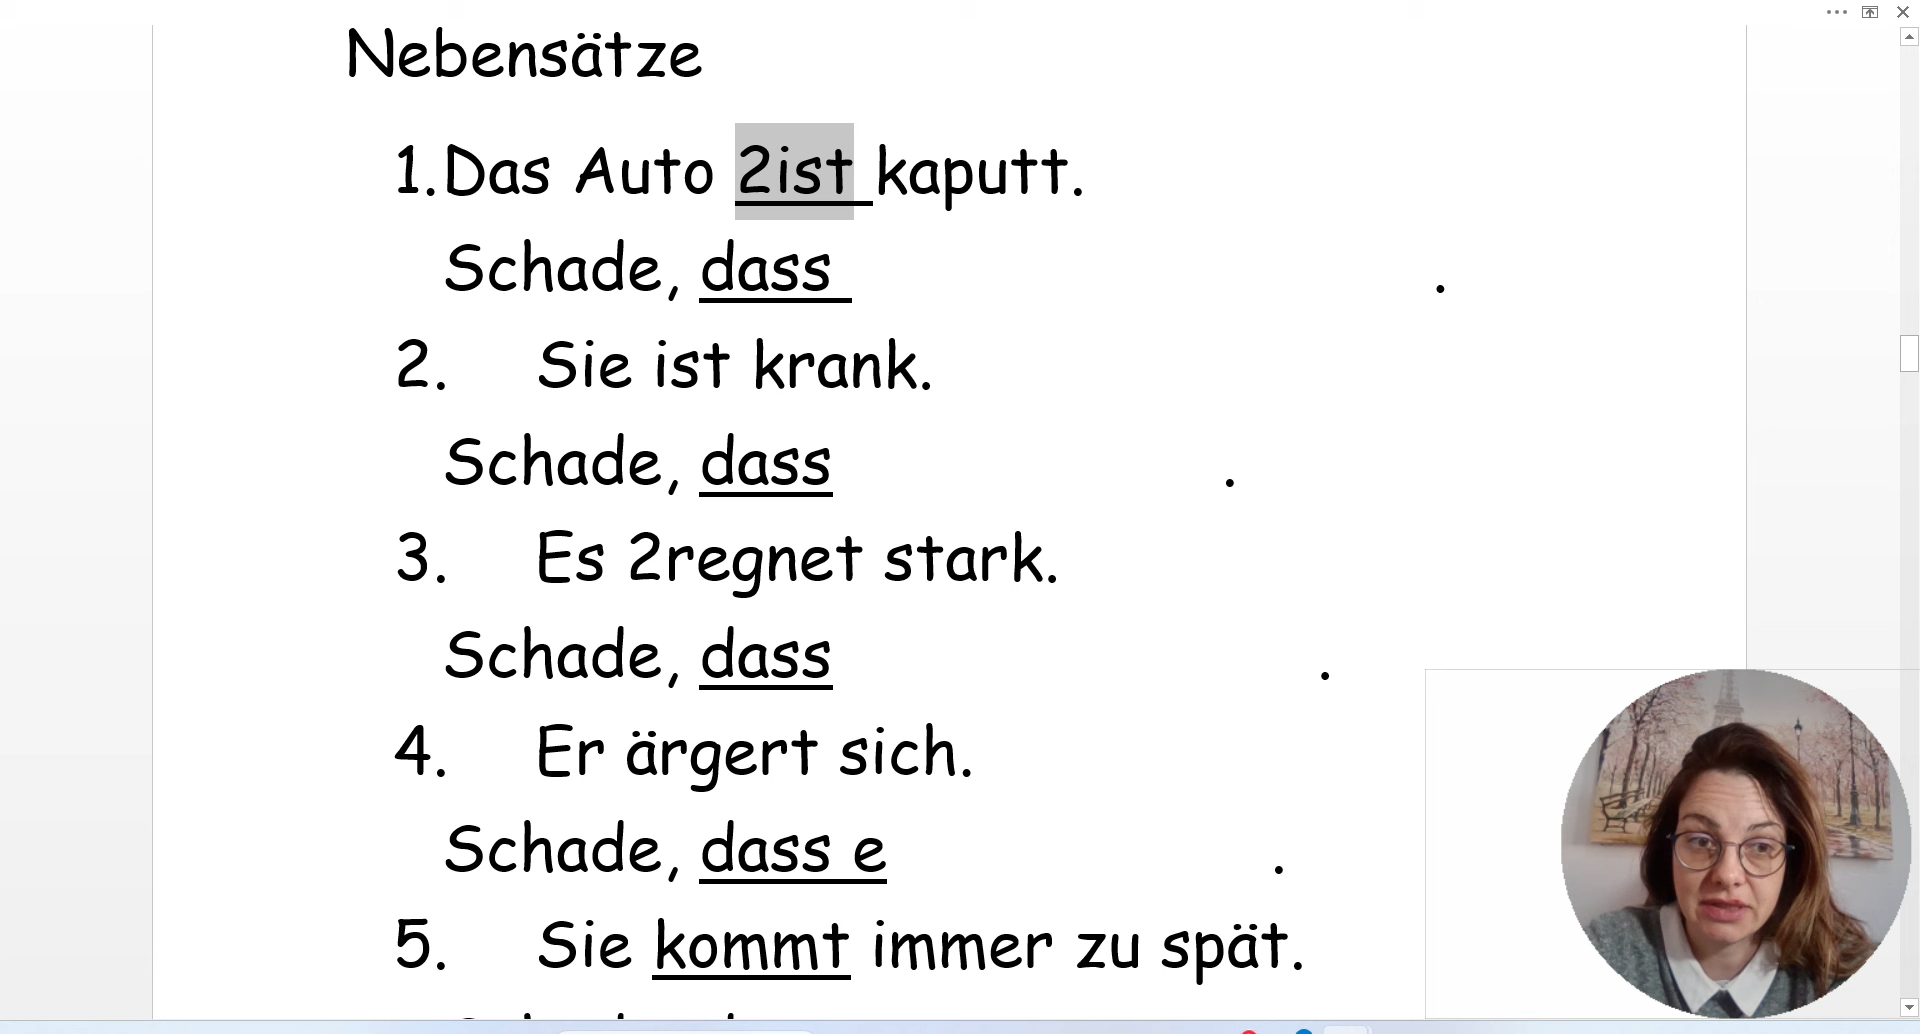 Nebensätze
1. Das Auto 2ist kaputt.
Schade, dass .
2. Sie ist krank.
Schade, dass .
3. Es 2regnet stark.
Schade, dass .
4. Er ärgert sich.
Schade, dass e .
5. Sie kommt immer zu spät.